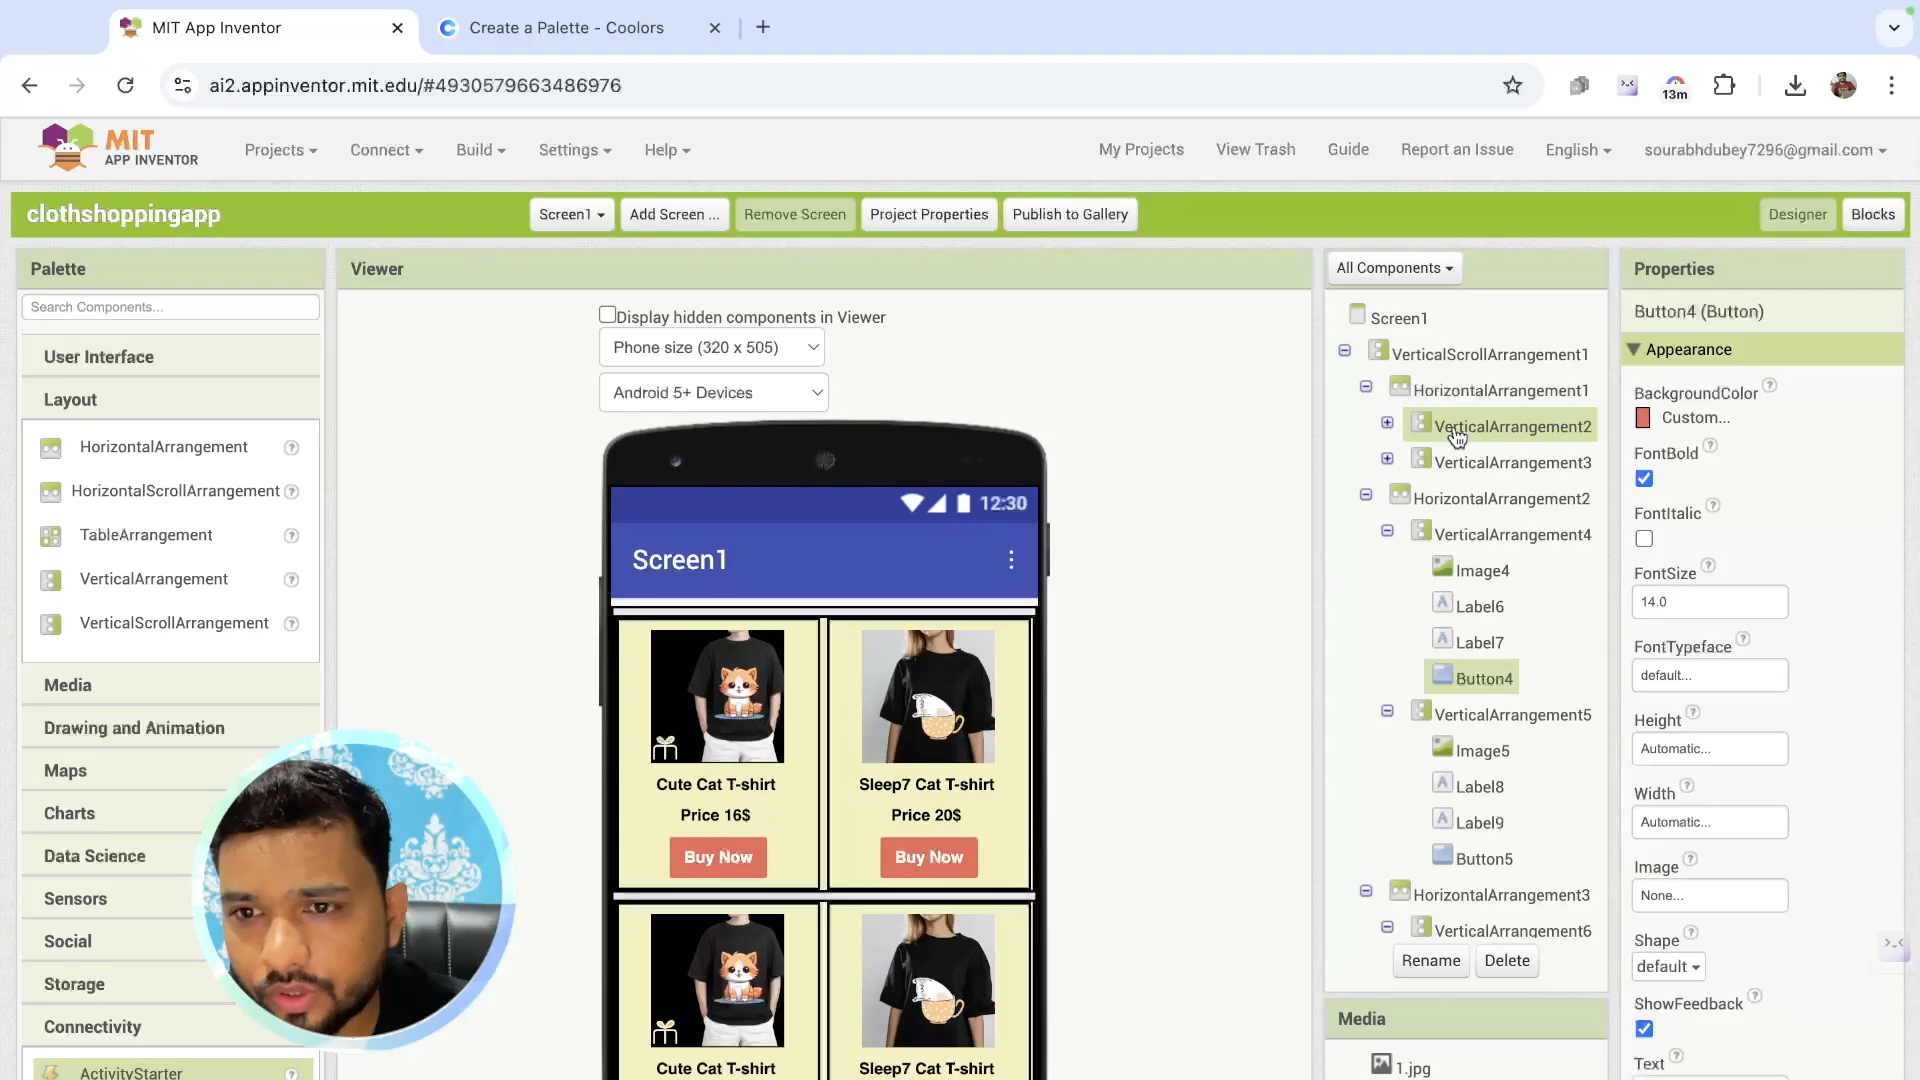 MIT App Inventor
Create a Palette - Coolors
ai2.appinventor.mit.edu/#4930579663486976
13m
MIT
APP INVENTOR
Projects
Connect
Build
Settings
Help
My Projects
View Trash
Guide
Report an Issue
English
sourabhdubey7296@gmail.com
clothshoppingapp
Screen1
Add Screen ...
Remove Screen
Project Properties
Publish to Gallery
Designer
Blocks
Palette
Search Components...
User Interface
Layout
HorizontalArrangement
HorizontalScrollArrangement
TableArrangement
VerticalArrangement
VerticalScrollArrangement
Media
Drawing and Animation
Maps
Charts
Data Science
Sensors
Social
Storage
Connectivity
ActivityStarter
Viewer
Display hidden components in Viewer
Phone size (320 x 505)
Android 5+ Devices
12:30
Screen1
Cute Cat T-shirt
Price 16$
Buy Now
Sleep7 Cat T-shirt
Price 20$
Buy Now
Cute Cat T-shirt
Sleep7 Cat T-shirt
All Components
Screen1
VerticalScrollArrangement1
HorizontalArrangement1
VerticalArrangement2
VerticalArrangement3
HorizontalArrangement2
VerticalArrangement4
Image4
Label6
Label7
Button4
VerticalArrangement5
Image5
Label8
Label9
Button5
HorizontalArrangement3
VerticalArrangement6
Rename
Delete
Media
1.jpg
Properties
Button4 (Button)
Appearance
BackgroundColor
Custom...
FontBold
FontItalic
FontSize
14.0
FontTypeface
default...
Height
Automatic...
Width
Automatic...
Image
None...
Shape
default
ShowFeedback
Text